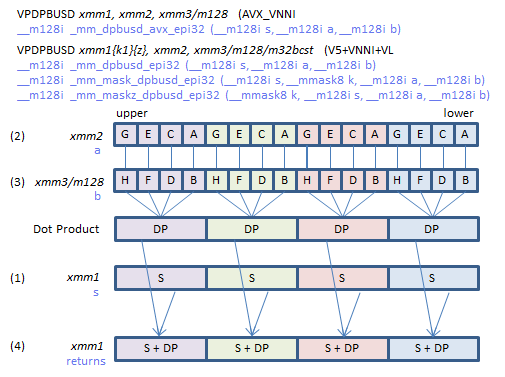 VPDPBUSD xmm1, xmm2, xmm3/m128 (AVX_VNNI
__m128i _mm_dpbusd_avx_epi32 (__m128i s, __m128i a, __m128i b)
VPDPBUSD xmm1{k1}{z}, xmm2, xmm3/m128/m32bcst (V5+VNNI+VL
__m128i _mm_dpbusd_epi32 (__m128i s, __m128i a, __m128i b)
__m128i _mm_mask_dpbusd_epi32 (__m128i s, __mmask8 k, __m128i a, __m128i b)
__m128i _mm_maskz_dpbusd_epi32 (__mmask8 k, __m128i s, __m128i a, __m128i b)
upper lower
(2) xmm2 G E C A G E C A G E C A G E C A
a
(3) xmm3/m128 H F D B H F D B H F D B H F D B
b
Dot Product DP DP DP DP
(1) xmm1 S S S S
s
(4) xmm1 S + DP S + DP S + DP S + DP
returns